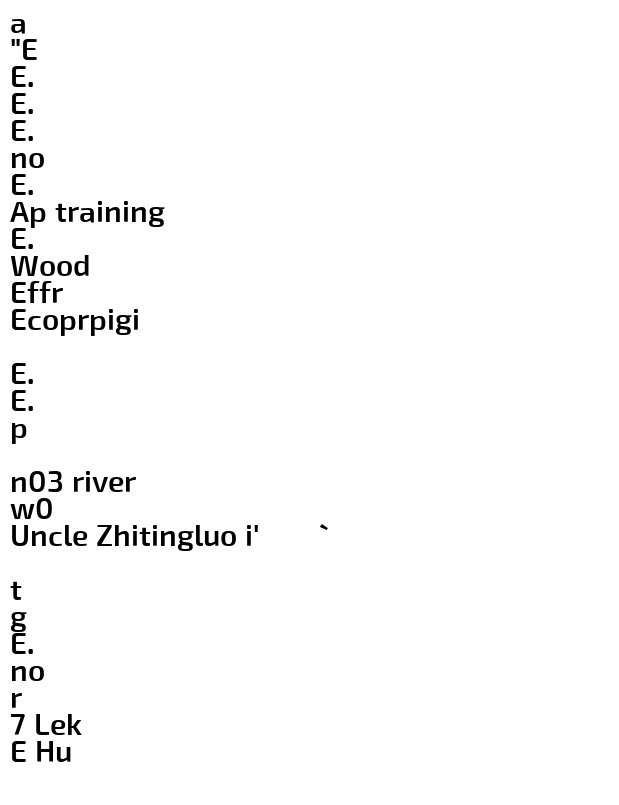 a
"E
E.
E.
E.
no
E.
Ap training
E.
Wood
Effr
Ecoprpigi
E.
E.
p
n03 river
w0
Uncle Zhitingluo i' `
t
g
E.
no
r
7 Lek
E Hu